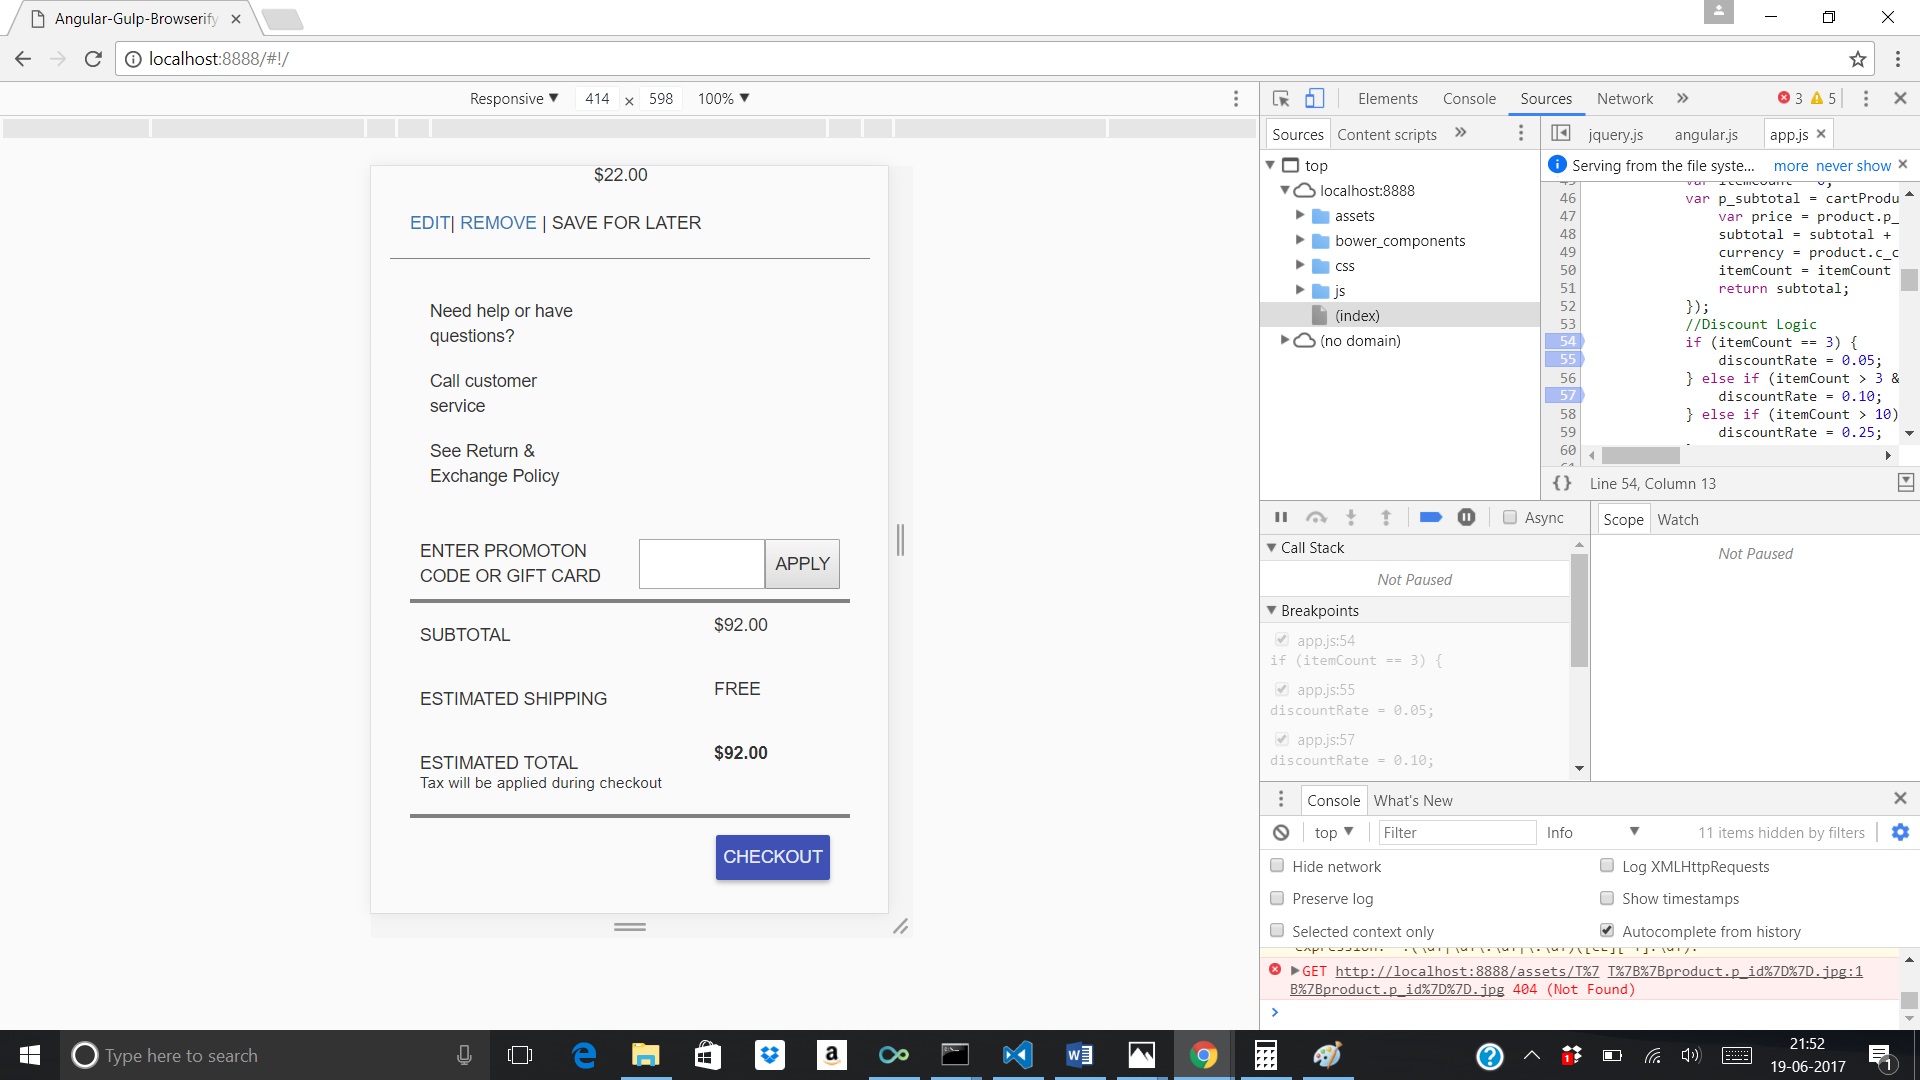 Angular-Gulp-Browserify
localhost:8888/#!/
Responsive 414 × 598 100%
$22.00
EDIT| REMOVE | SAVE FOR LATER
Need help or have
questions?
Call customer
service
See Return &
Exchange Policy
ENTER PROMOTON
CODE OR GIFT CARD
APPLY
SUBTOTAL
$92.00
ESTIMATED SHIPPING
FREE
ESTIMATED TOTAL
$92.00
Tax will be applied during checkout
CHECKOUT
Elements Console Sources Network » 3 5
Sources Content scripts »
top
localhost:8888
assets
bower_components
css
js
(index)
(no domain)
jquery.js angular.js app.js ×
Serving from the file syste... more never show
46 var p_subtotal = cartProdu
47 var price = product.p_
48 subtotal = subtotal +
49 currency = product.c_c
50 itemCount = itemCount
51 return subtotal;
52 });
53 //Discount Logic
54 if (itemCount == 3) {
55 discountRate = 0.05;
56 } else if (itemCount > 3 &
57 discountRate = 0.10;
58 } else if (itemCount > 10)
59 discountRate = 0.25;
60
{} Line 54, Column 13
Async
Call Stack
Not Paused
Breakpoints
app.js:54
if (itemCount == 3) {
app.js:55
discountRate = 0.05;
app.js:57
discountRate = 0.10;
Scope Watch
Not Paused
Console What's New
top Filter Info 11 items hidden by filters
Hide network Log XMLHttpRequests
Preserve log Show timestamps
Selected context only Autocomplete from history
GET http://localhost:8888/assets/T%7 T%7B%7Bproduct.p_id%7D%7D.jpg:1
B%7Bproduct.p_id%7D%7D.jpg 404 (Not Found)
Type here to search
21:52
19-06-2017
1